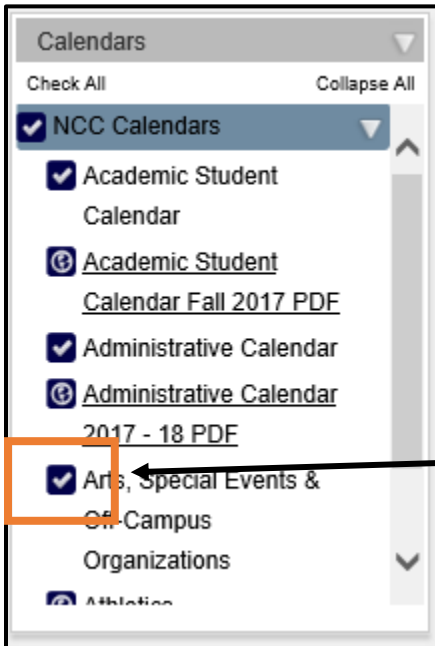 Calendars
Check All Collapse All
NCC Calendars
Academic Student
Calendar
Academic Student
Calendar Fall 2017 PDF
Administrative Calendar
Administrative Calendar
2017 - 18 PDF
Arts, Special Events &
Off-Campus
Organizations
Athletics